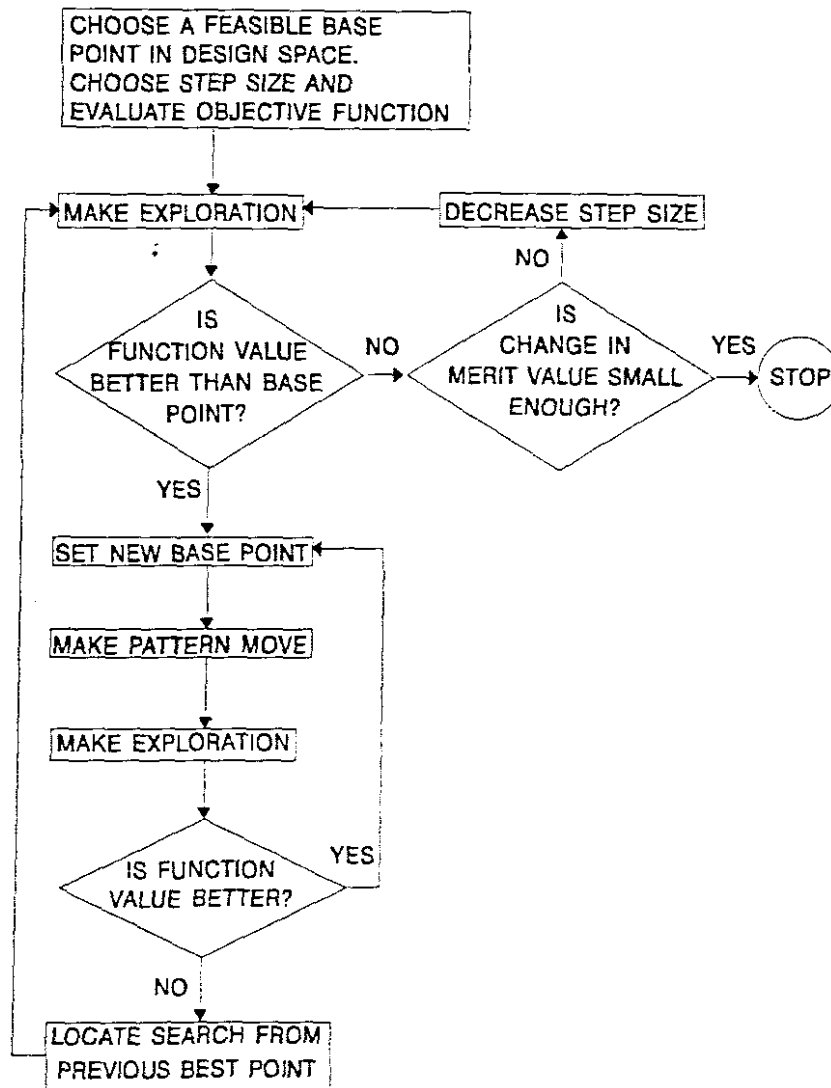 CHOOSE A FEASIBLE BASE
POINT IN DESIGN SPACE.
CHOOSE STEP SIZE AND
EVALUATE OBJECTIVE FUNCTION
MAKE EXPLORATION
DECREASE STEP SIZE
NO
IS
FUNCTION VALUE
BETTER THAN BASE
POINT?
NO
IS
CHANGE IN
MERIT VALUE SMALL
ENOUGH?
YES
STOP
YES
SET NEW BASE POINT
MAKE PATTERN MOVE
MAKE EXPLORATION
IS FUNCTION
VALUE BETTER?
YES
NO
LOCATE SEARCH FROM
PREVIOUS BEST POINT